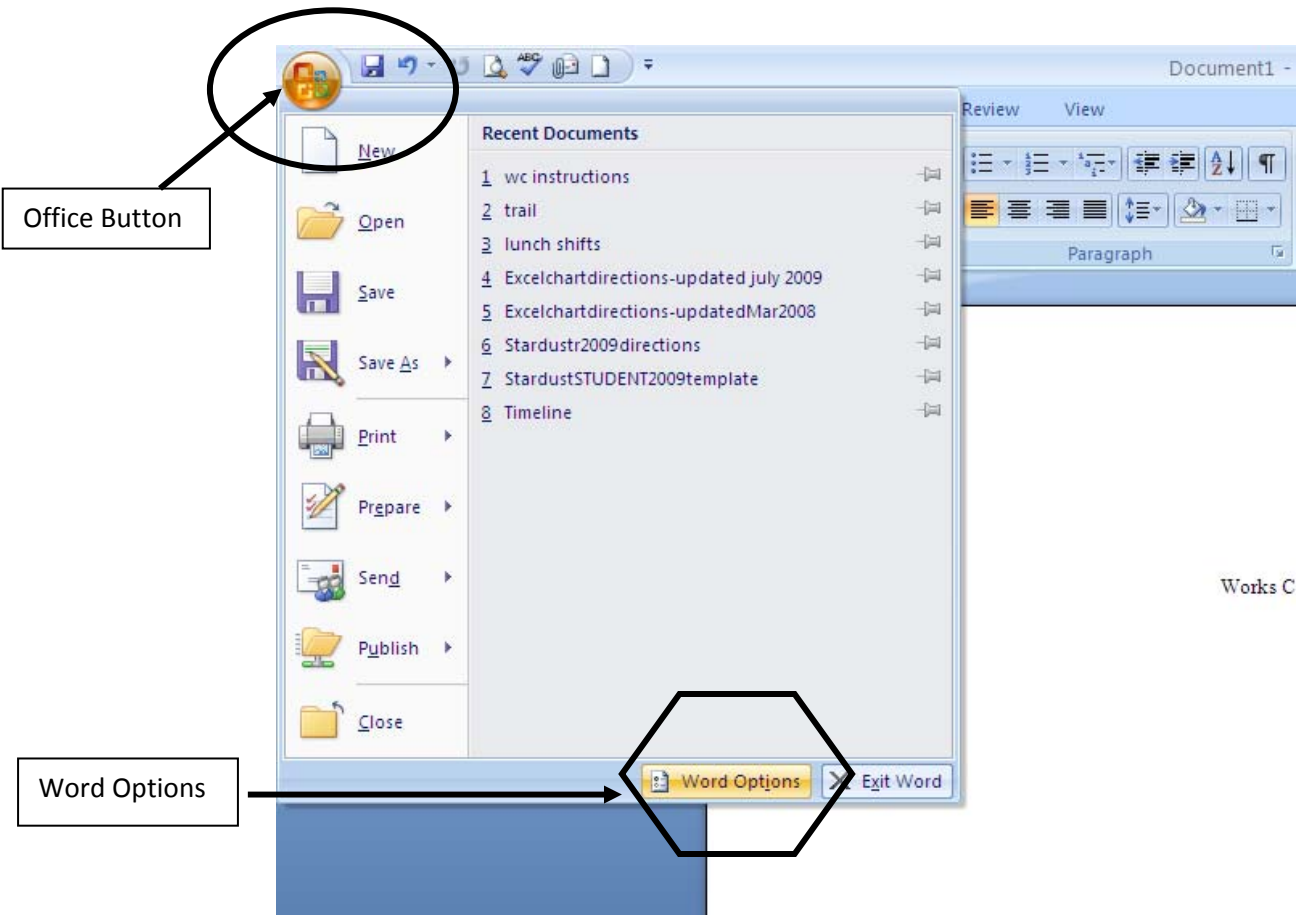 ABC
Document1 -
Review View
Office Button
New
Open
Save
Save As
Print
Prepare
Send
Publish
Close
Recent Documents
1 wc instructions
2 trail
3 lunch shifts
4 Excelchartdirections-updated july 2009
5 Excelchartdirections-updatedMar2008
6 Stardustr2009directions
7 StardustSTUDENT2009template
8 Timeline
Paragraph
Works C
Word Options
Word Options
Exit Word